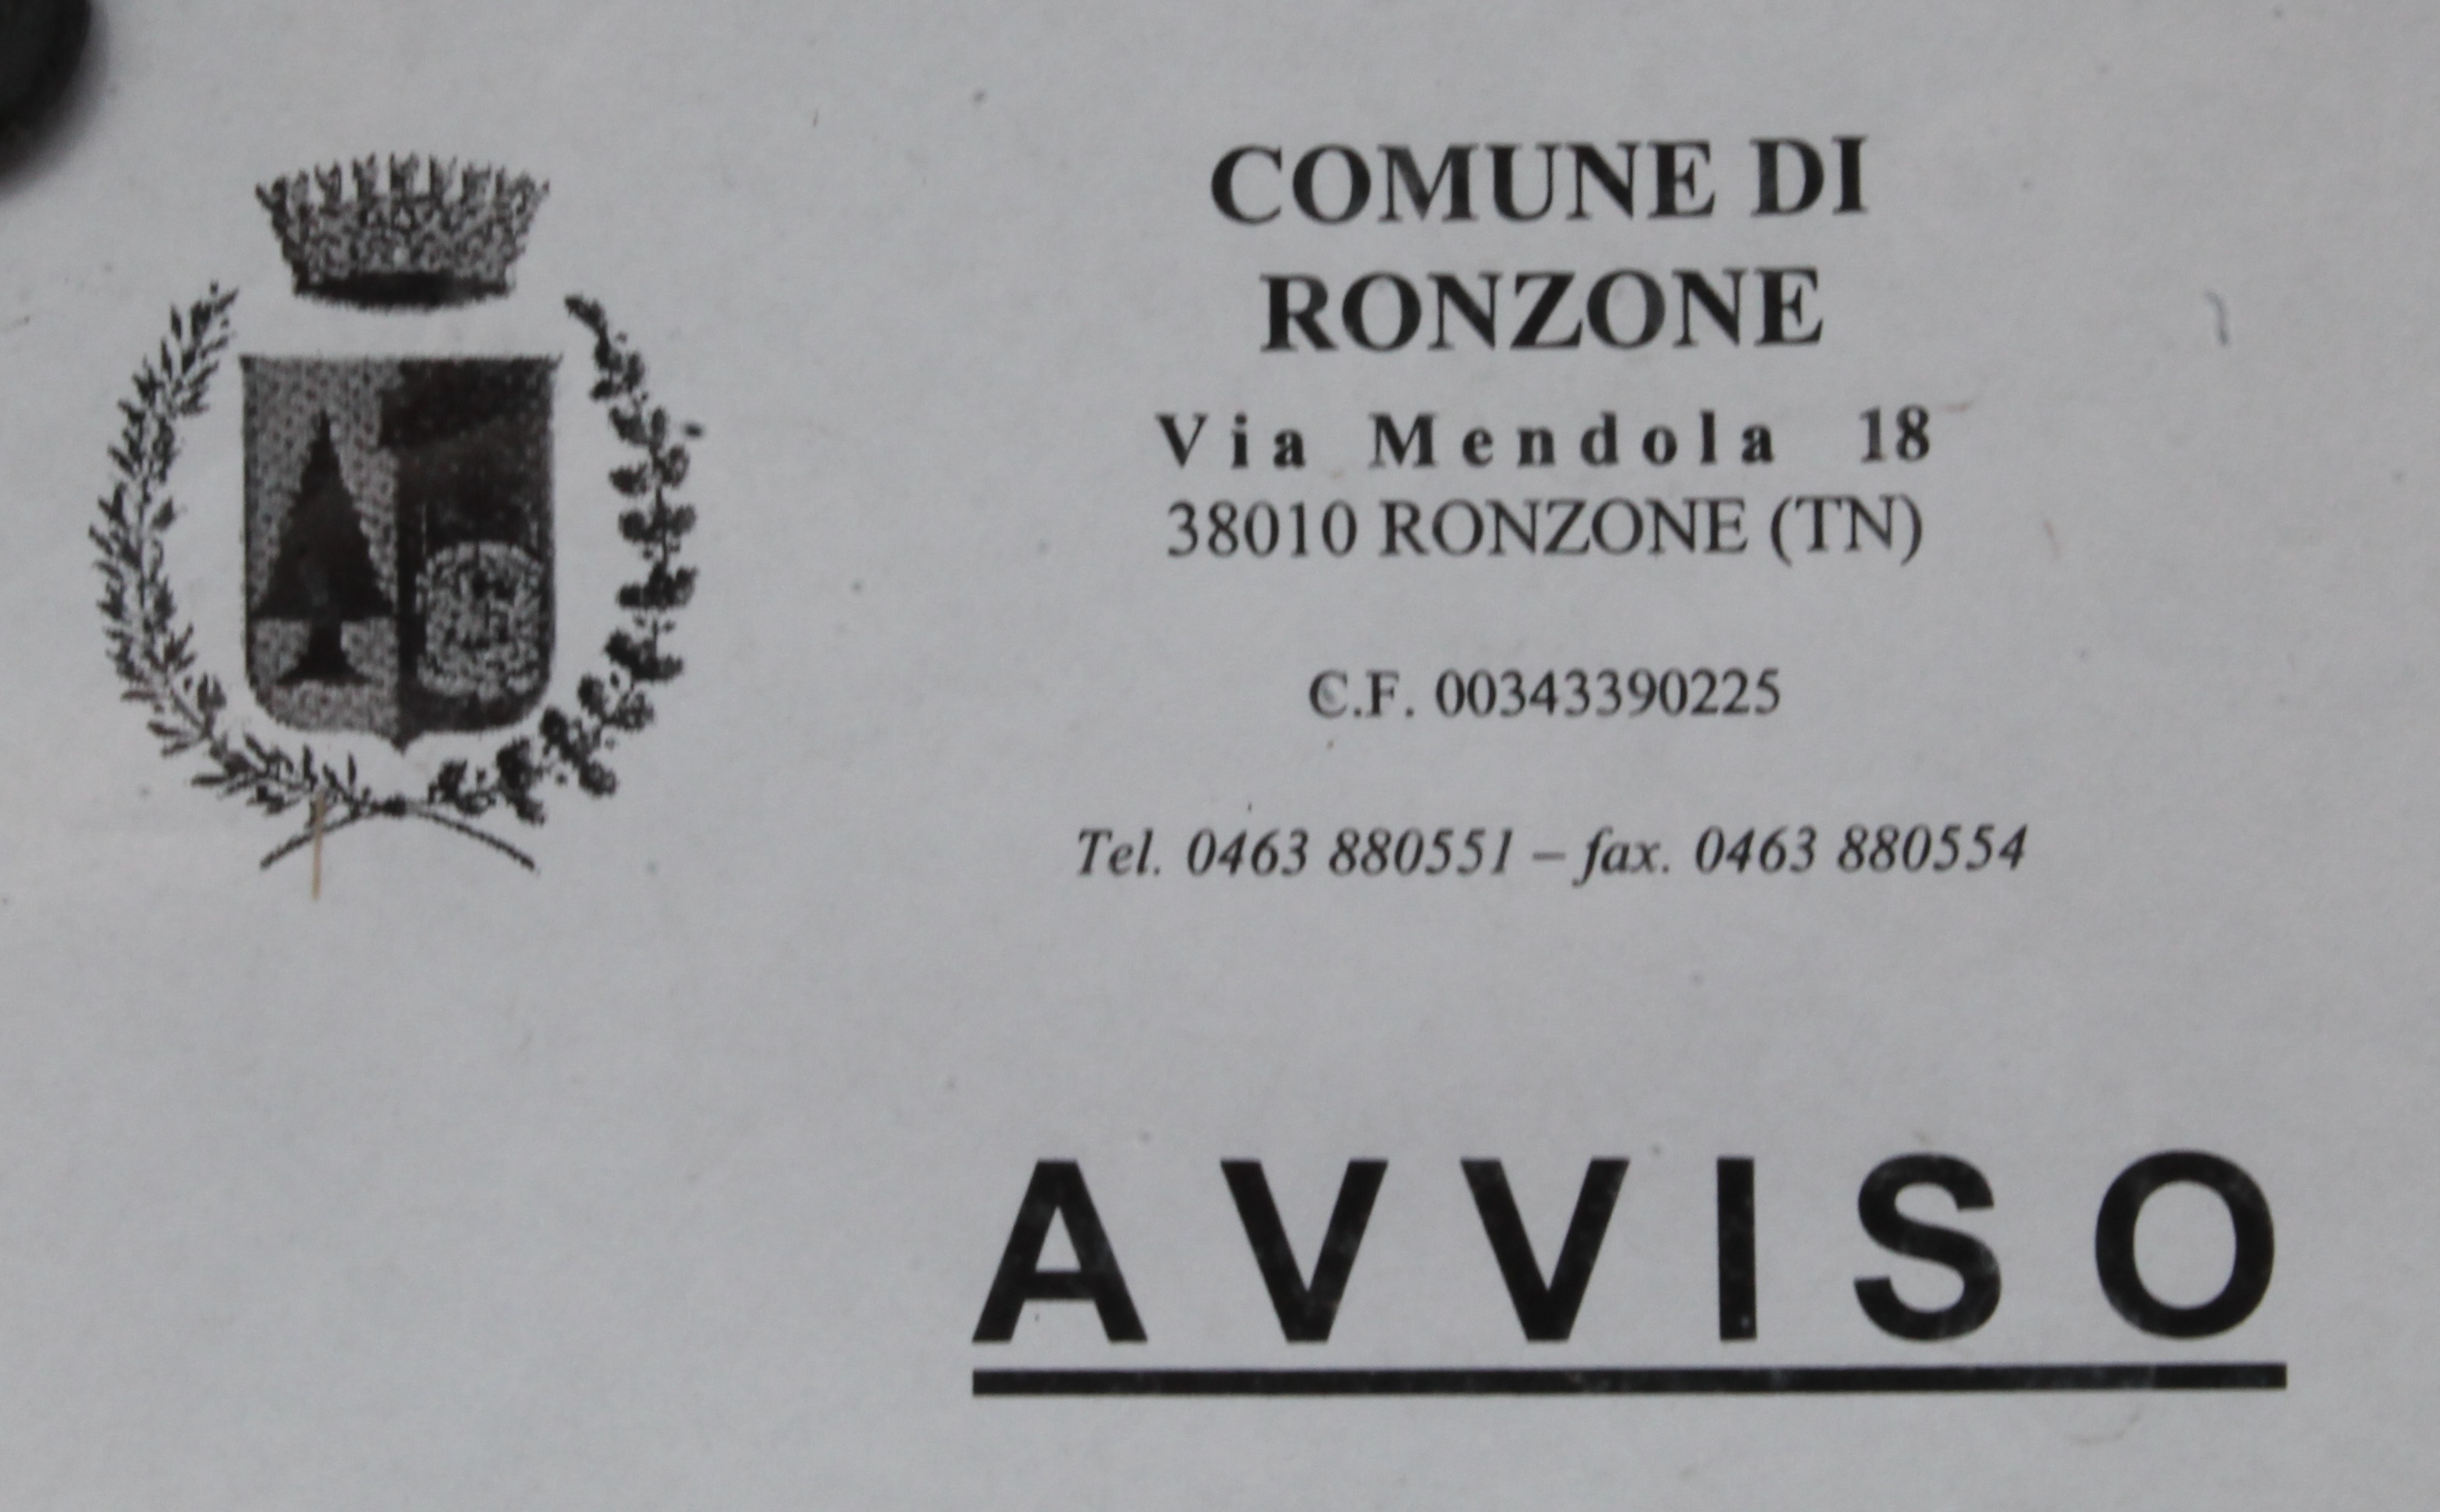 COMUNE DI
RONZONE
Via Mendola 18
38010 RONZONE (TN)
C.F. 00343390225
Tel. 0463 880551 – fax. 0463 880554
AVVISO